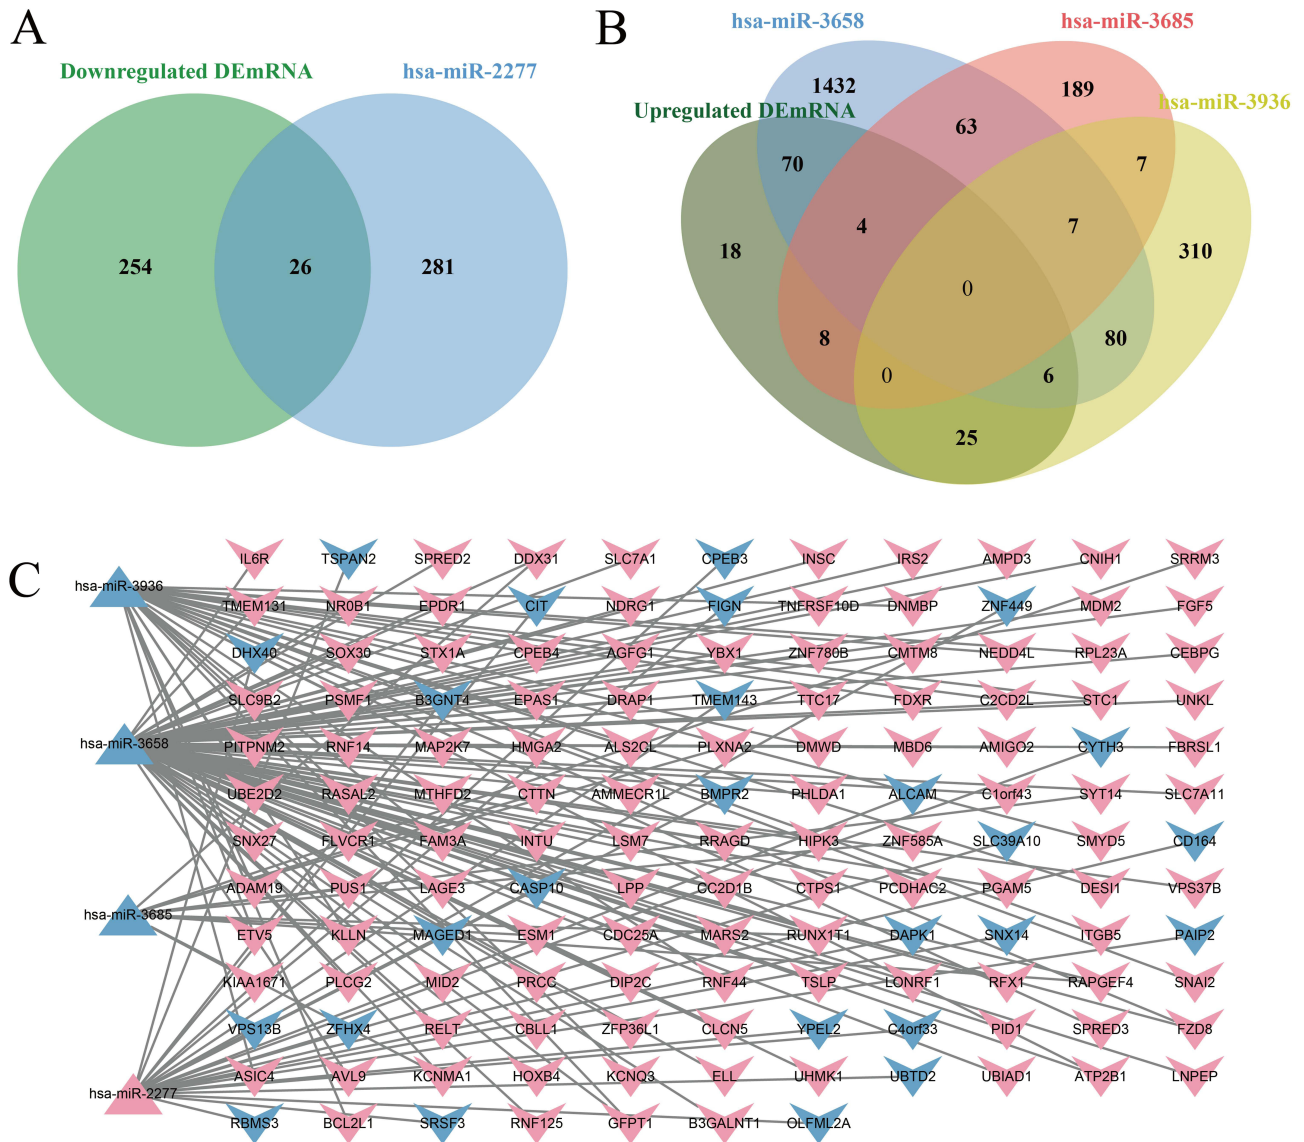 A
Downregulated DEmRNA
hsa-miR-2277
254
26
281
B
hsa-miR-3658
hsa-miR-3685
Upregulated DEmRNA
hsa-miR-3936
1432
189
63
70
7
4
7
18
310
0
8
80
0
6
25
C
hsa-miR-3936
hsa-miR-3658
hsa-miR-3685
hsa-miR-2277
IL6R TSPAN2 SPRED2 DDX31 SLC7A1 CPEB3 INSC IRS2 AMPD3 CNIH1 SRRM3
TMEM131 NR0B1 EPDR1 CIT NDRG1 FIGN TNFRSF10D DNMBP ZNF449 MDM2 FGF5
DHX40 SOX30 STX1A CPEB4 AGFG1 YBX1 ZNF780B CMTM8 NEDD4L RPL23A CEBPG
SLC9B2 PSMF1 B3GNT4 EPAS1 DRAP1 TMEM143 TTC17 FDXR C2CD2L STC1 UNKL
PITPNM2 RNF14 MAP2K7 HMGA2 ALS2CL PLXNA2 DMWD MBD6 AMIGO2 CYTH3 FBRSL1
UBE2D2 RASAL2 MTHFD2 CTTN AMMECR1L BMPR2 PHLDA1 ALCAM C1orf43 SYT14 SLC7A11
SNX27 FLVCR1 FAM3A INTU LSM7 RRAGD HIPK3 ZNF585A SLC39A10 SMYD5 CD164
ADAM19 PUS1 LAGE3 CASP10 LPP CC2D1B CTPS1 PCDHAC2 PGAM5 DESI1 VPS37B
ETV5 KLLN MAGED1 ESM1 CDC25A MARS2 RUNX1T1 DAPK1 SNX14 ITGB5 PAIP2
KIAA1671 PLCG2 MID2 PRCC DIP2C RNF44 TSLP LONRF1 RFX1 RAPGEF4 SNAI2
VPS13B ZFHX4 RELT CBLL1 ZFP36L1 CLCN5 YPEL2 C4orf33 PID1 SPRED3 FZD8
ASIC4 AVL9 KCNMA1 HOXB4 KCNQ3 ELL UHMK1 UBTD2 UBIAD1 ATP2B1 LNPEP
RBMS3 BCL2L1 SRSF3 RNF125 GFPT1 B3GALNT1 OLFML2A